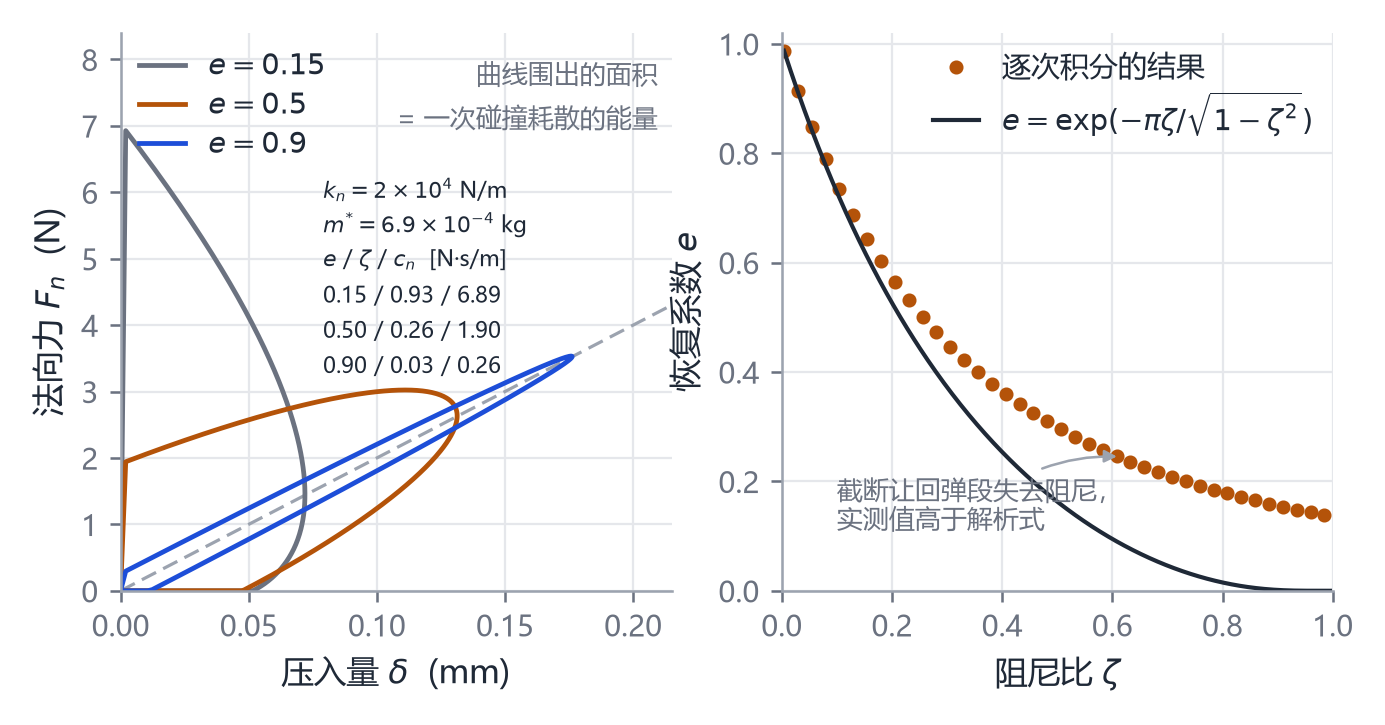 e = 0.15
e = 0.5
e = 0.9
曲线围出的面积
= 一次碰撞耗散的能量
k_n = 2 × 10⁴ N/m
m* = 6.9 × 10⁻⁴ kg
e / ζ / c_n [N·s/m]
0.15 / 0.93 / 6.89
0.50 / 0.26 / 1.90
0.90 / 0.03 / 0.26
法向力 F_n (N)
8
7
6
5
4
3
2
1
0
0.00 0.05 0.10 0.15 0.20
压入量 δ (mm)
逐次积分的结果
e = exp(−πζ/√(1 − ζ²))
恢复系数 e
1.0
0.8
0.6
0.4
0.2
0.0
截断让回弹段失去阻尼,
实测值高于解析式
0.0 0.2 0.4 0.6 0.8 1.0
阻尼比 ζ